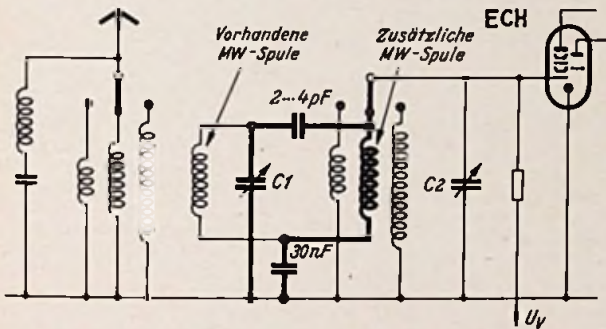 ECH
Vorhandene
MW-Spule
Zusätzliche
MW-Spule
2...4pF
C1
C2
30nF
Uv